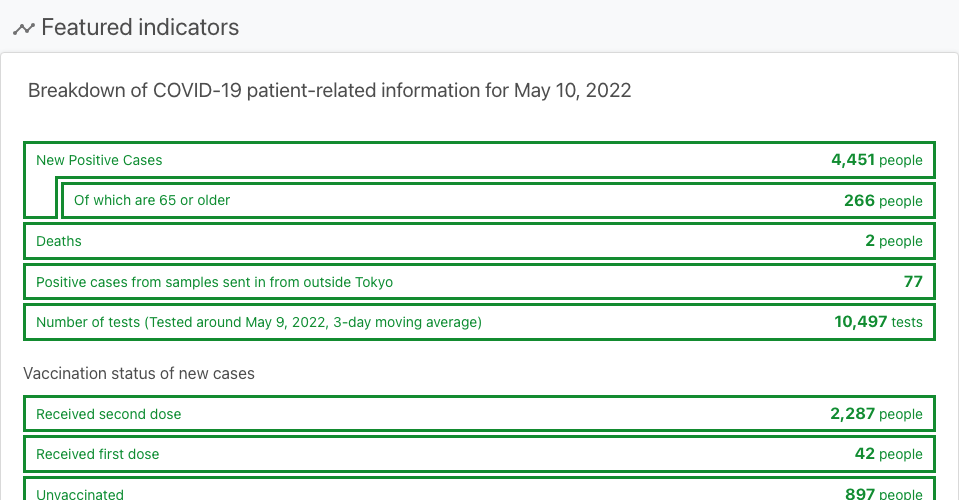 Featured indicators
Breakdown of COVID-19 patient-related information for May 10, 2022
New Positive Cases 4,451 people
Of which are 65 or older 266 people
Deaths 2 people
Positive cases from samples sent in from outside Tokyo 77
Number of tests (Tested around May 9, 2022, 3-day moving average) 10,497 tests
Vaccination status of new cases
Received second dose 2,287 people
Received first dose 42 people
Unvaccinated 897 people